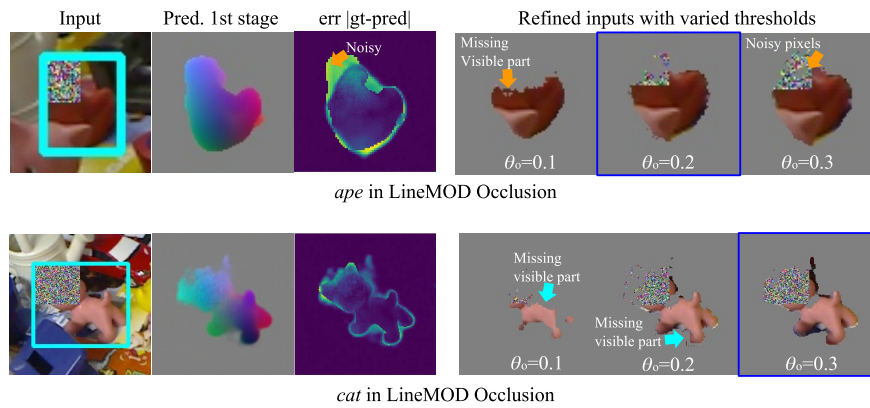 Input Pred. 1st stage err |gt-pred| Refined inputs with varied thresholds
Noisy
Missing
Visible part
Noisy pixels
θo=0.1 θo=0.2 θo=0.3
ape in LineMOD Occlusion
Missing
visible part
Missing
visible part
θo=0.1 θo=0.2 θo=0.3
cat in LineMOD Occlusion